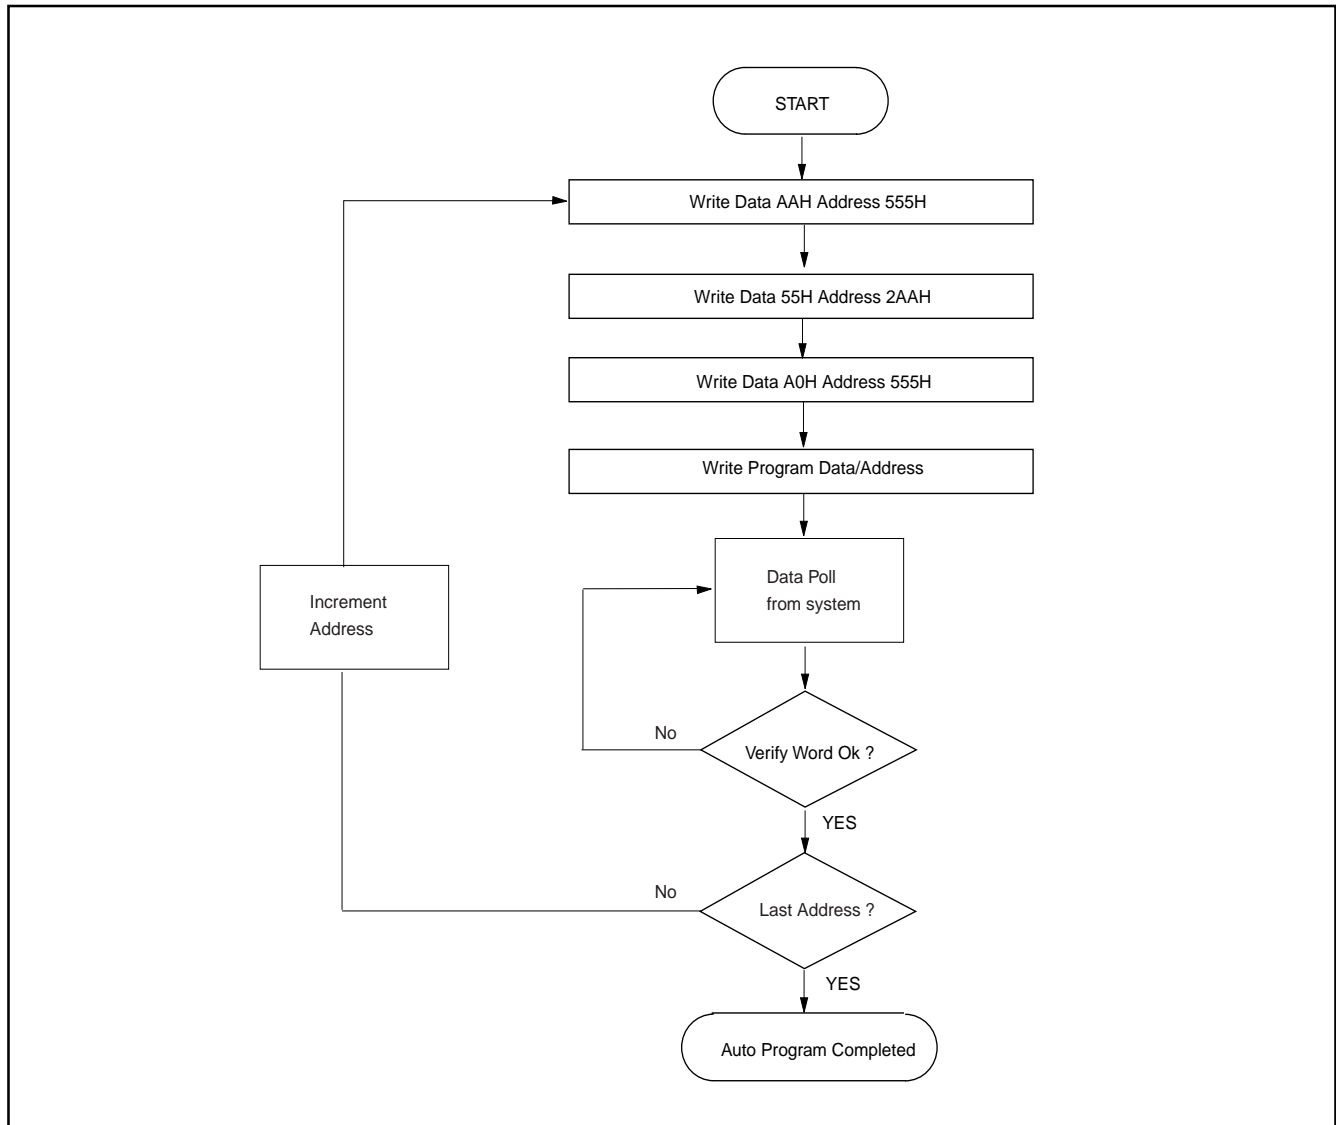 START
Write Data AAH Address 555H
Write Data 55H Address 2AAH
Write Data A0H Address 555H
Write Program Data/Address
Data Poll
from system
Increment
Address
No
Verify Word Ok ?
YES
No
Last Address ?
YES
Auto Program Completed